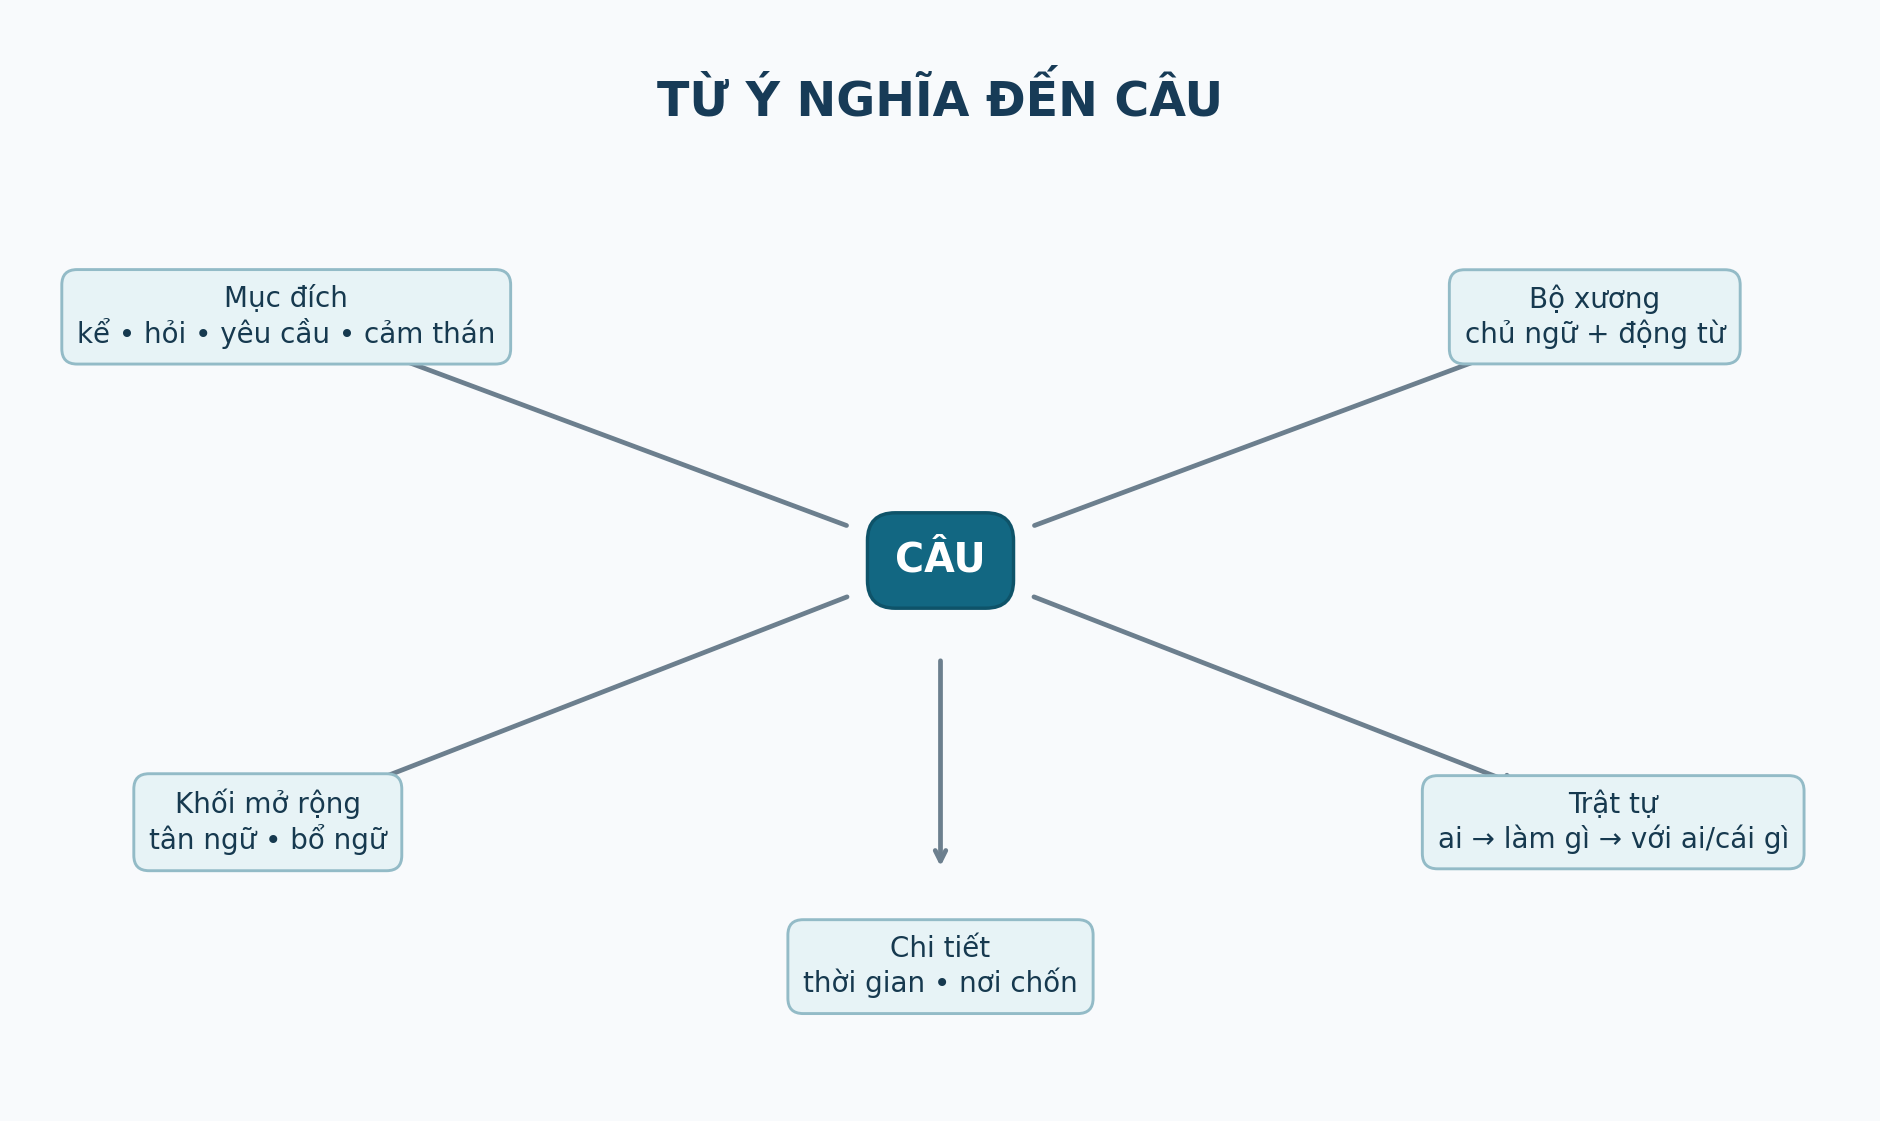 TỪ Ý NGHĨA ĐẾN CÂU
Mục đích
kể • hỏi • yêu cầu • cảm thán
Bộ xương
chủ ngữ + động từ
CÂU
Khối mở rộng
tân ngữ • bổ ngữ
Trật tự
ai → làm gì → với ai/cái gì
Chi tiết
thời gian • nơi chốn